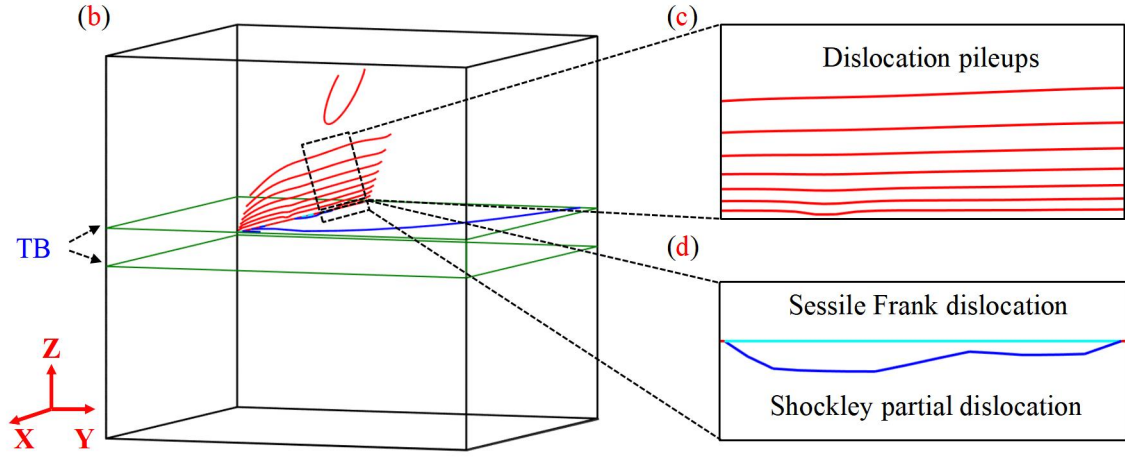 (b)
(c)
Dislocation pileups
TB
(d)
Sessile Frank dislocation
Shockley partial dislocation
Z
X
Y